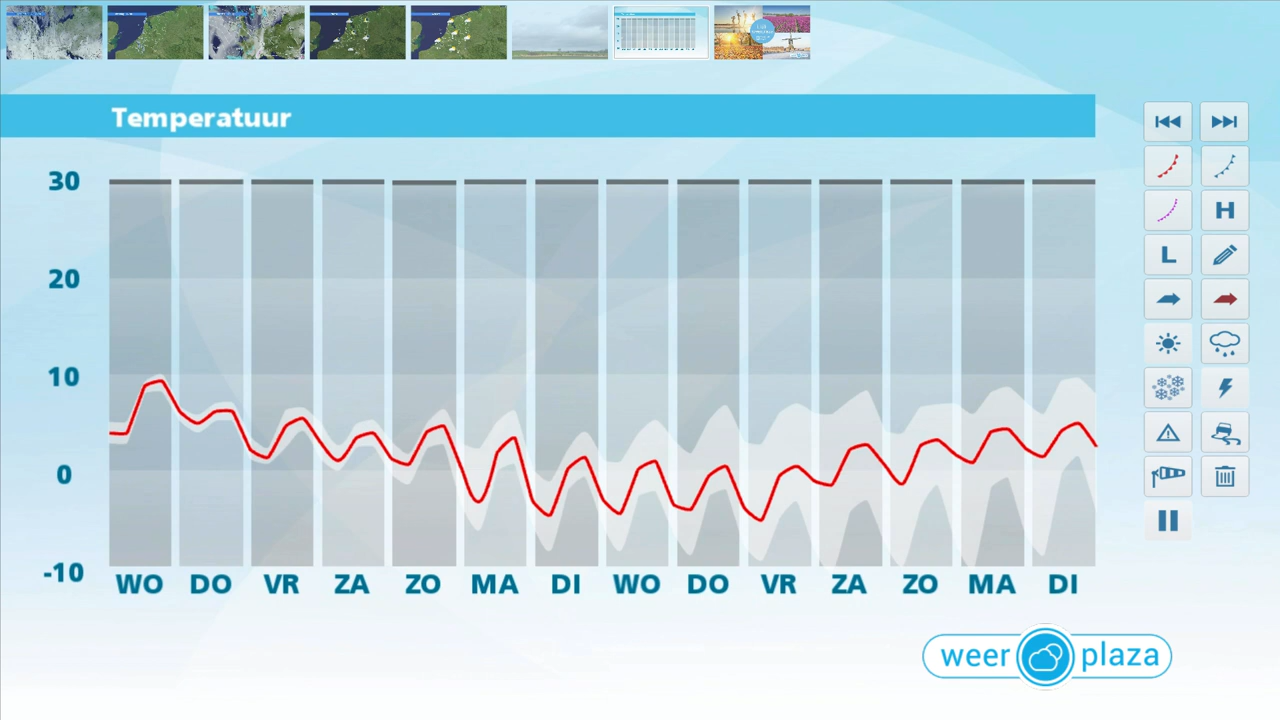 Temperatuur
30
20
10
0
-10
WO DO VR ZA ZO MA DI WO DO VR ZA ZO MA DI
H
L
weer plaza